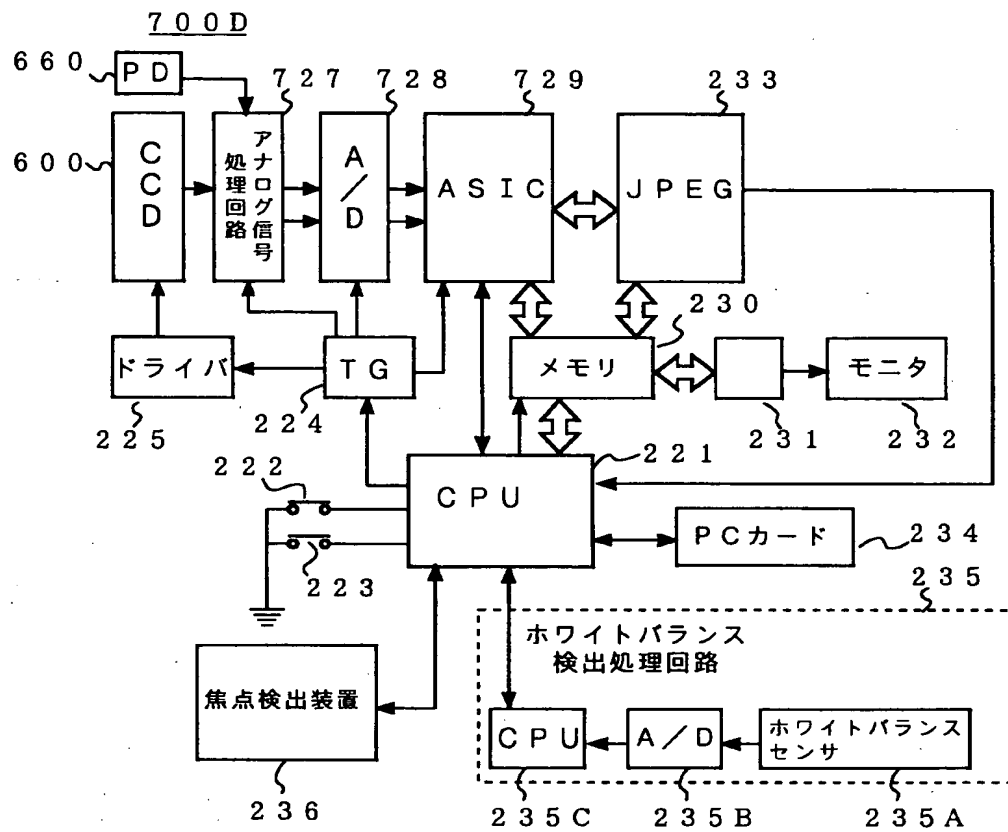 ７００Ｄ
６６０
ＰＤ
７２７
７２８
７２９
２３３
６００
ＣＣＤ
アナログ信号
処理回路
Ａ／Ｄ
ＡＳＩＣ
ＪＰＥＧ
２３０
ドライバ
ＴＧ
メモリ
モニタ
２２５
２２４
２３１
２３２
２２１
２２２
ＣＰＵ
ＰＣカード
２３４
２２３
２３５
ホワイトバランス
検出処理回路
焦点検出装置
ＣＰＵ
Ａ／Ｄ
ホワイトバランス
センサ
２３６
２３５Ｃ
２３５Ｂ
２３５Ａ